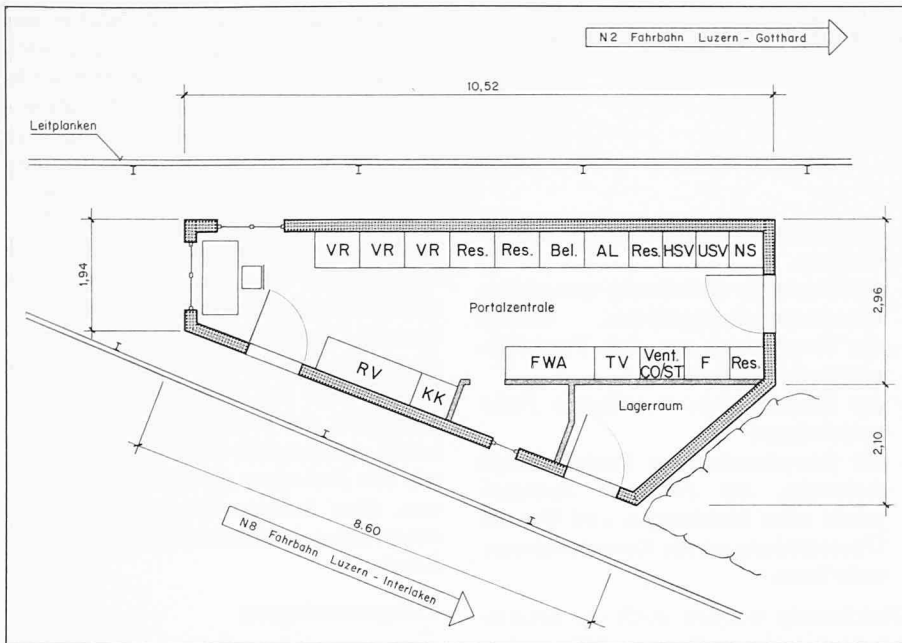 N2 Fahrbahn Luzern - Gotthard
10,52
Leitplanken
1,94
VR VR VR Res. Res. Bel. AL Res. HSV USV NS
Portalzentrale
2,96
RV
KK
FWA TV Vent. CO/ST F Res.
Lagerraum
2,10
8.60
N8 Fahrbahn Luzern - Interlaken